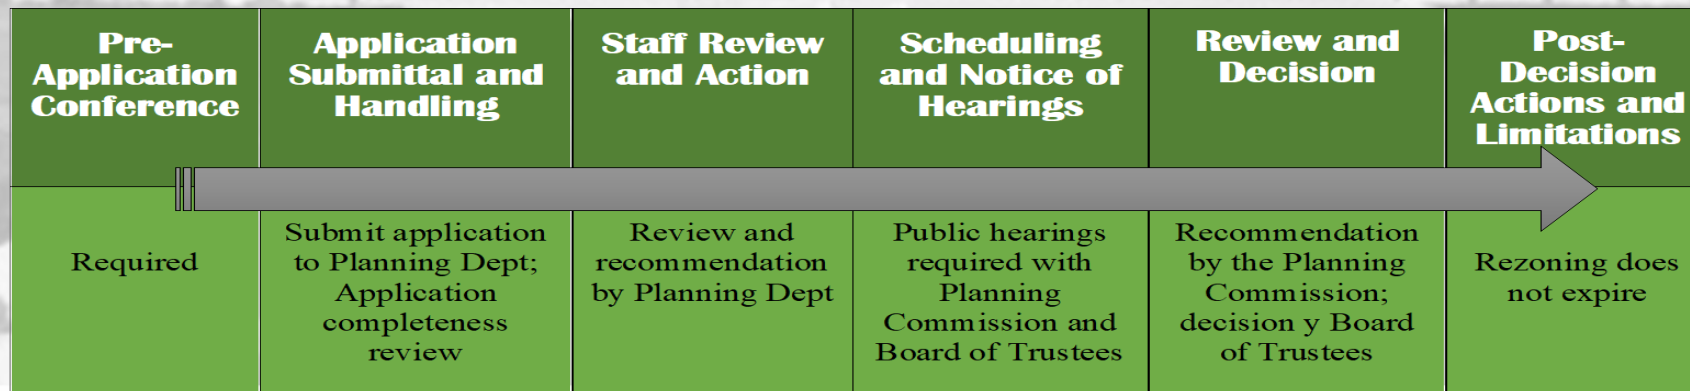 Pre-
Application
Conference
Application
Submittal and
Handling
Staff Review
and Action
Scheduling
and Notice of
Hearings
Review and
Decision
Post-
Decision
Actions and
Limitations
Required
Submit application
to Planning Dept;
Application
completeness
review
Review and
recommendation
by Planning Dept
Public hearings
required with
Planning
Commission and
Board of Trustees
Recommendation
by the Planning
Commission;
decision y Board
of Trustees
Rezoning does
not expire